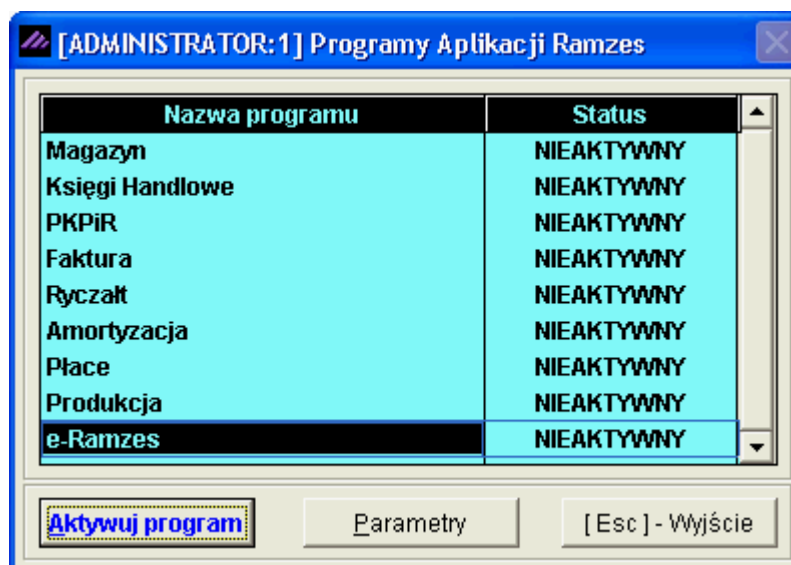 [ADMINISTRATOR:1] Programy Aplikacji Ramzes
Nazwa programu Status
Magazyn NIEAKTYWNY
Księgi Handlowe NIEAKTYWNY
PKPiR NIEAKTYWNY
Faktura NIEAKTYWNY
Ryczałt NIEAKTYWNY
Amortyzacja NIEAKTYWNY
Płace NIEAKTYWNY
Produkcja NIEAKTYWNY
e-Ramzes NIEAKTYWNY
Aktywuj program Parametry [ Esc ] - Wyjście